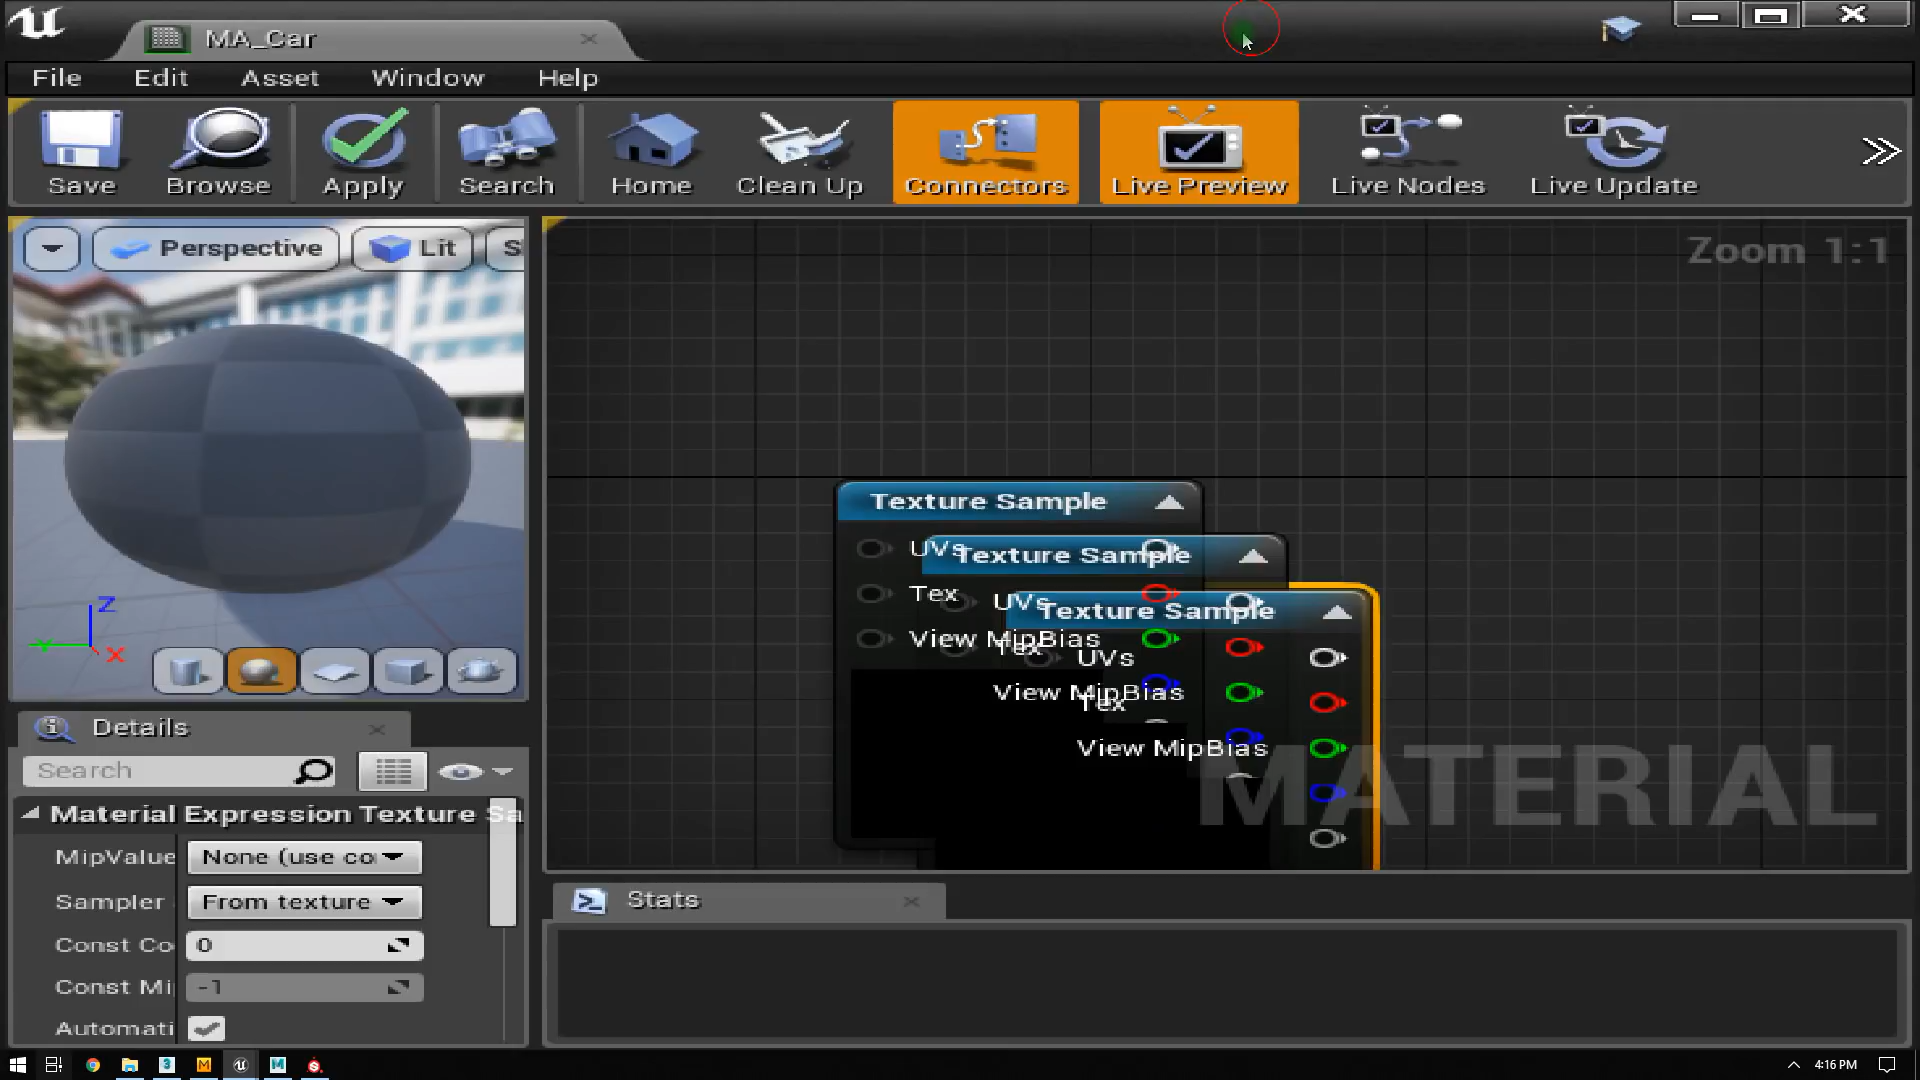 MA_Car
File Edit Asset Window Help
Save Browse Apply Search Home Clean Up Connectors Live Preview Live Nodes Live Update
Perspective Lit
Zoom 1:1
Texture Sample
UVs
Tex
View MipBias
Texture Sample
UVs
Tex
View MipBias
Texture Sample
UVs
Tex
View MipBias
MATERIAL
Z
X
Details
Search
Material Expression Texture Sa
MipValue None (use co
Sampler From texture
Const Co 0
Const Mi -1
Automati
Stats
4:16 PM